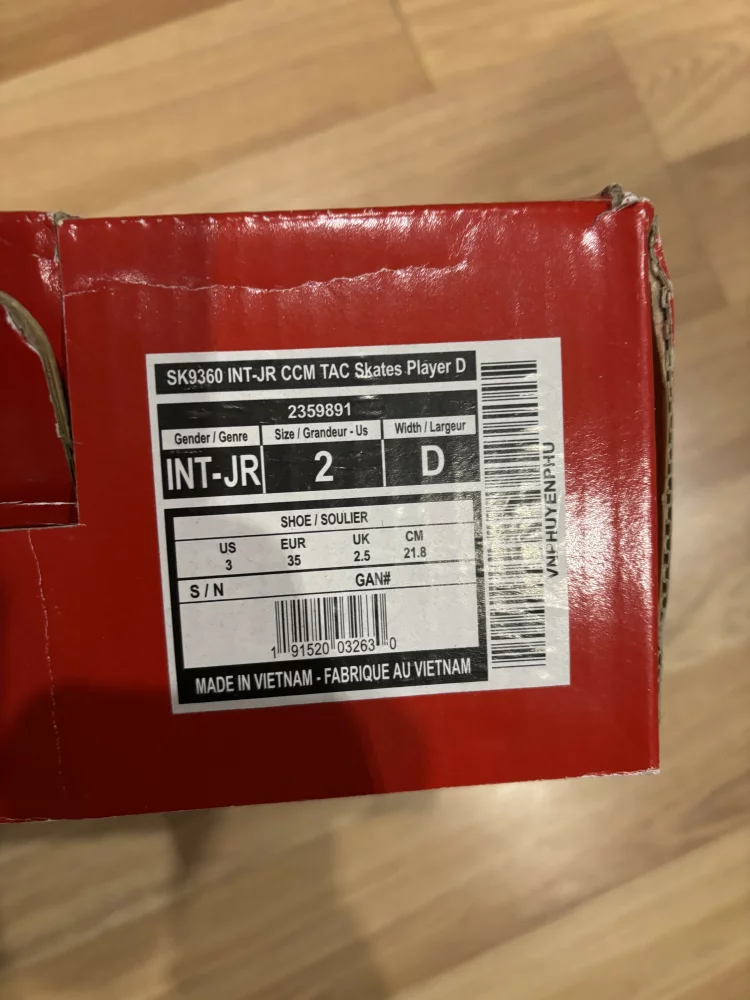 SK9360 INT-JR CCM TAC Skates Player D
2359891
Gender / Genre Size / Grandeur - Us Width / Largeur
INT-JR 2 D
SHOE / SOULIER
US EUR UK CM
3 35 2.5 21.8
S / N GAN#
1 91520 03263 0
MADE IN VIETNAM - FABRIQUE AU VIETNAM
VNPHUYENPHU